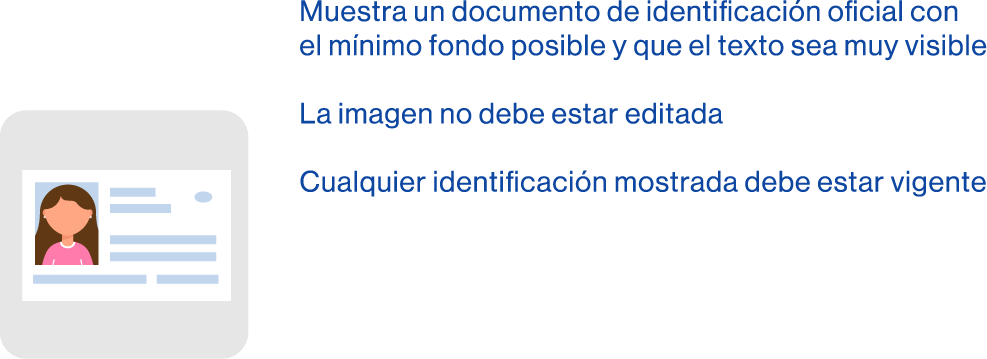 Muestra un documento de identificación oficial con
el mínimo fondo posible y que el texto sea muy visible
La imagen no debe estar editada
Cualquier identificación mostrada debe estar vigente